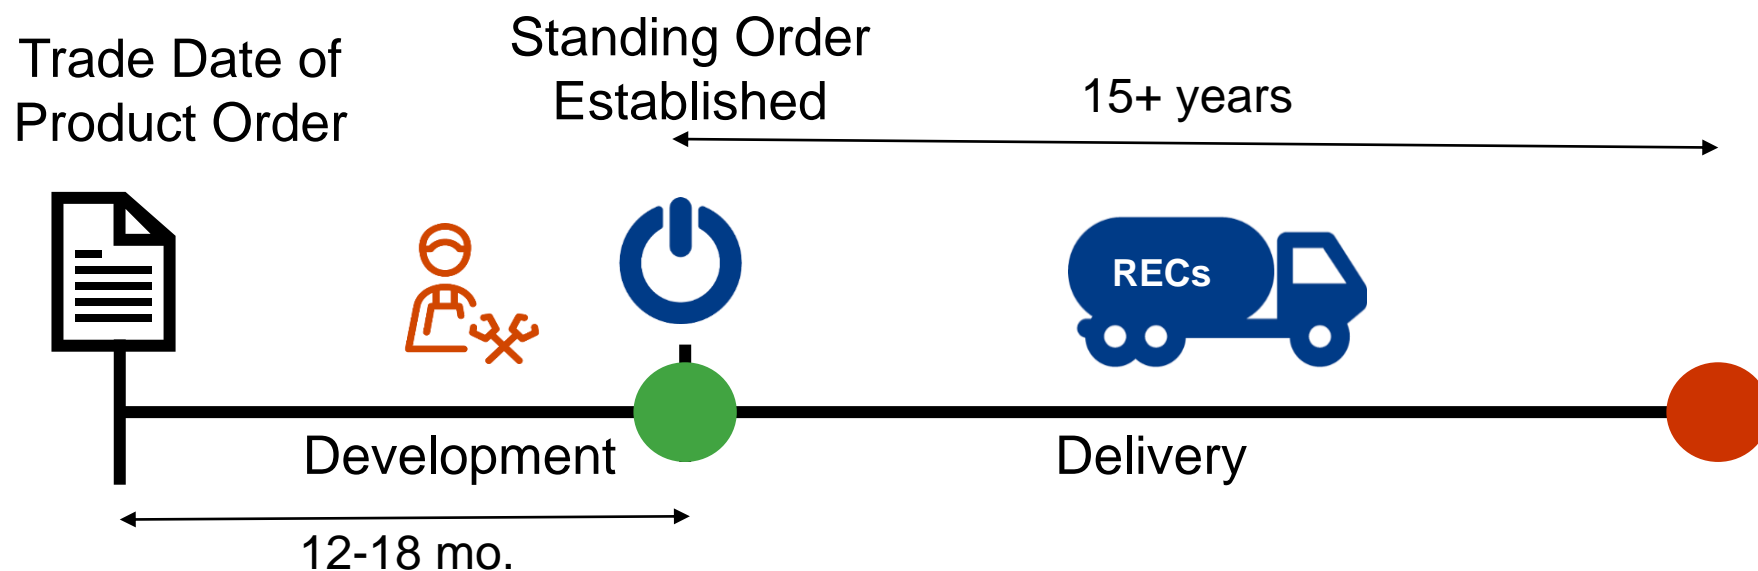 Trade Date of
Product Order
Standing Order
Established
15+ years
RECs
Development
Delivery
12-18 mo.